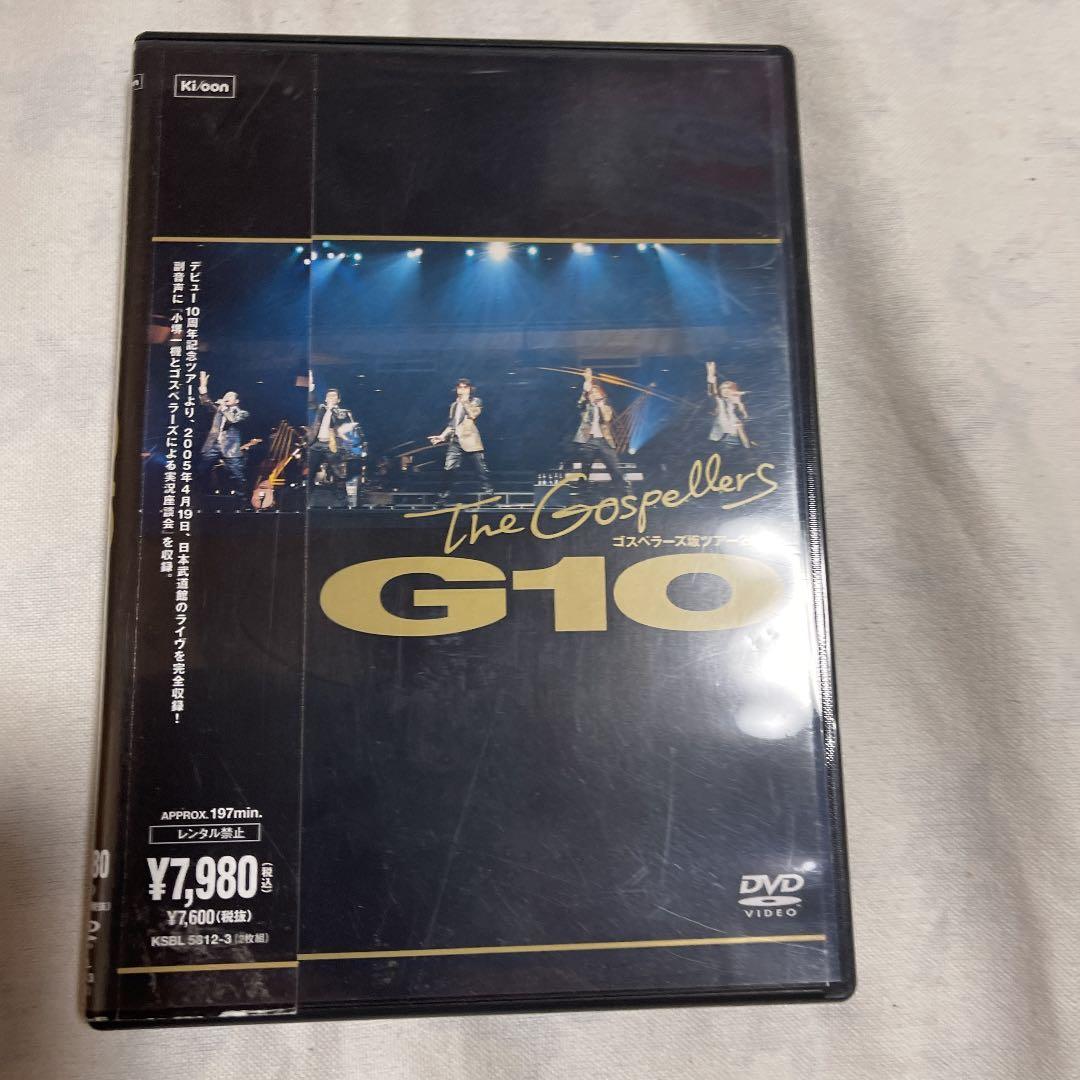 Ki/oon
デビュー10周年記念ツアーより、2005年4月19日、日本武道館のライヴを完全収録！
副音声に『小堺一機とゴスペラーズによる実況座談会』を収録。
The Gospellers
ゴスペラーズ坂ツアー
G10
APPROX. 197min.
レンタル禁止
¥7,980(税込)
¥7,600(税抜)
KSBL 5812-3(2枚組)
DVD
VIDEO